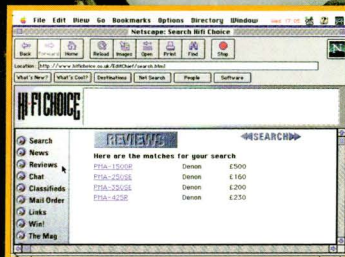 File Edit View Go Bookmarks Options Directory Window
Netscape: Search Hifi Choice
Back Forward Home Reload Images Open Print Find Stop
N
Location: http://www.hifichoice.co.uk/EditChart/search.html
What's New? What's Cool? Destinations Net Search People Software
HI-FI CHOICE
REVIEWS
SEARCH
Search
News
Reviews
Chat
Classifieds
Mail Order
Links
Win!
The Mag
Here are the matches for your search
PMA-1500R Denon £500
PMA-250SE Denon £160
PMA-350SE Denon £200
PMA-425R Denon £230